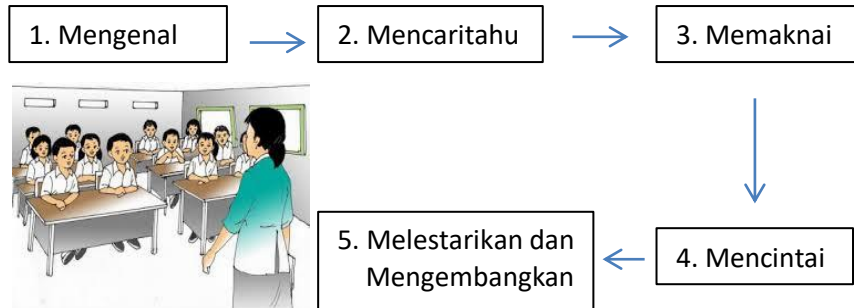 1. Mengenal
2. Mencaritahu
3. Memaknai
4. Mencintai
5. Melestarikan dan
Mengembangkan